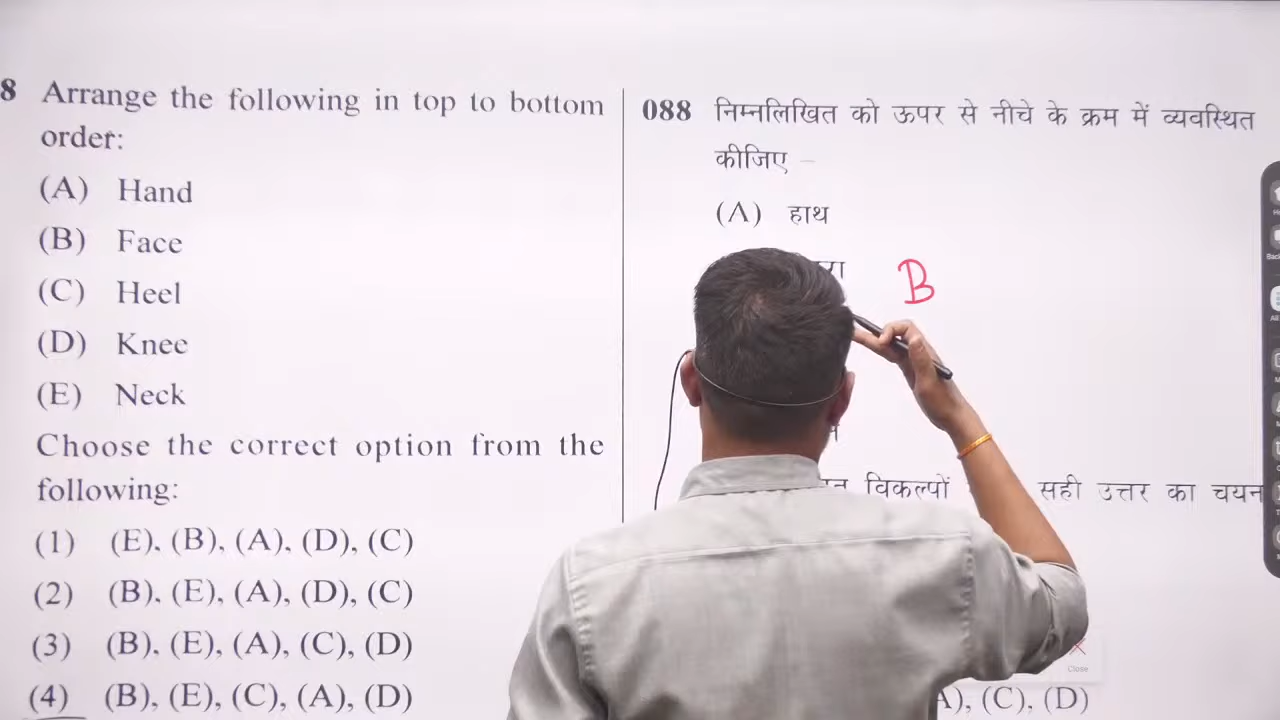 8 Arrange the following in top to bottom
order:
(A) Hand
(B) Face
(C) Heel
(D) Knee
(E) Neck
Choose the correct option from the
following:
(1) (E), (B), (A), (D), (C)
(2) (B), (E), (A), (D), (C)
(3) (B), (E), (A), (C), (D)
(4) (B), (E), (C), (A), (D)
088 निम्नलिखित को ऊपर से नीचे के क्रम में व्यवस्थित
कीजिए –
(A) हाथ
B
विकल्पों सही उत्तर का चयन
Close
(C), (D)